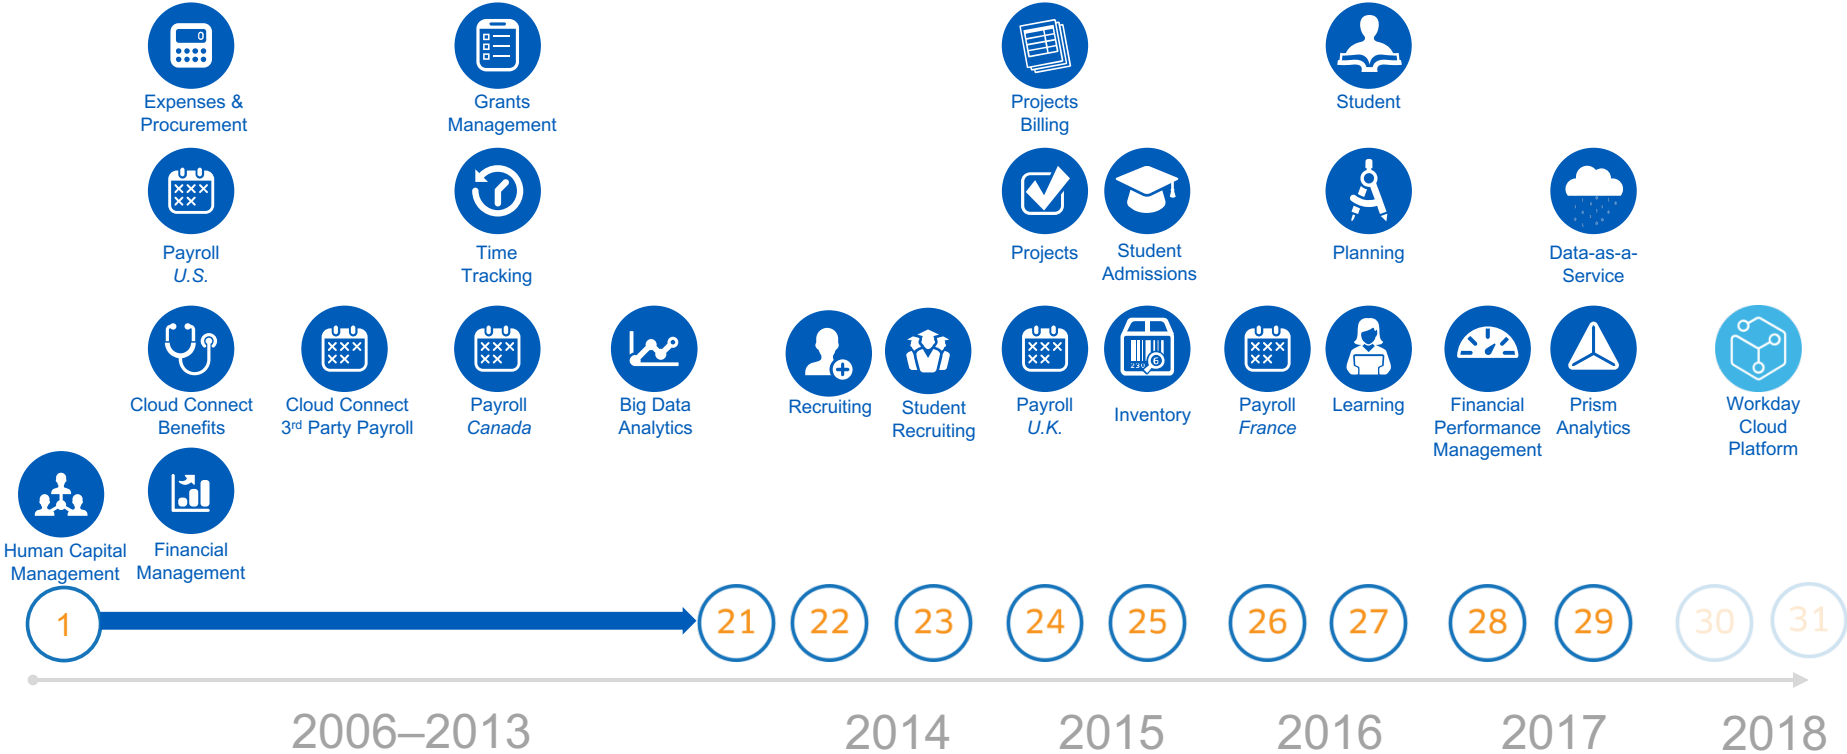 Expenses &
Procurement
Grants
Management
Projects
Billing
Student
Payroll
U.S.
Time
Tracking
Projects
Student
Admissions
Planning
Data-as-a-
Service
Cloud Connect
Benefits
Cloud Connect
3rd Party Payroll
Payroll
Canada
Big Data
Analytics
Recruiting
Student
Recruiting
Payroll
U.K.
Inventory
Payroll
France
Learning
Financial
Performance
Management
Prism
Analytics
Workday
Cloud
Platform
Human Capital
Management
Financial
Management
1
21
22
23
24
25
26
27
28
29
30
31
2006–2013
2014
2015
2016
2017
2018